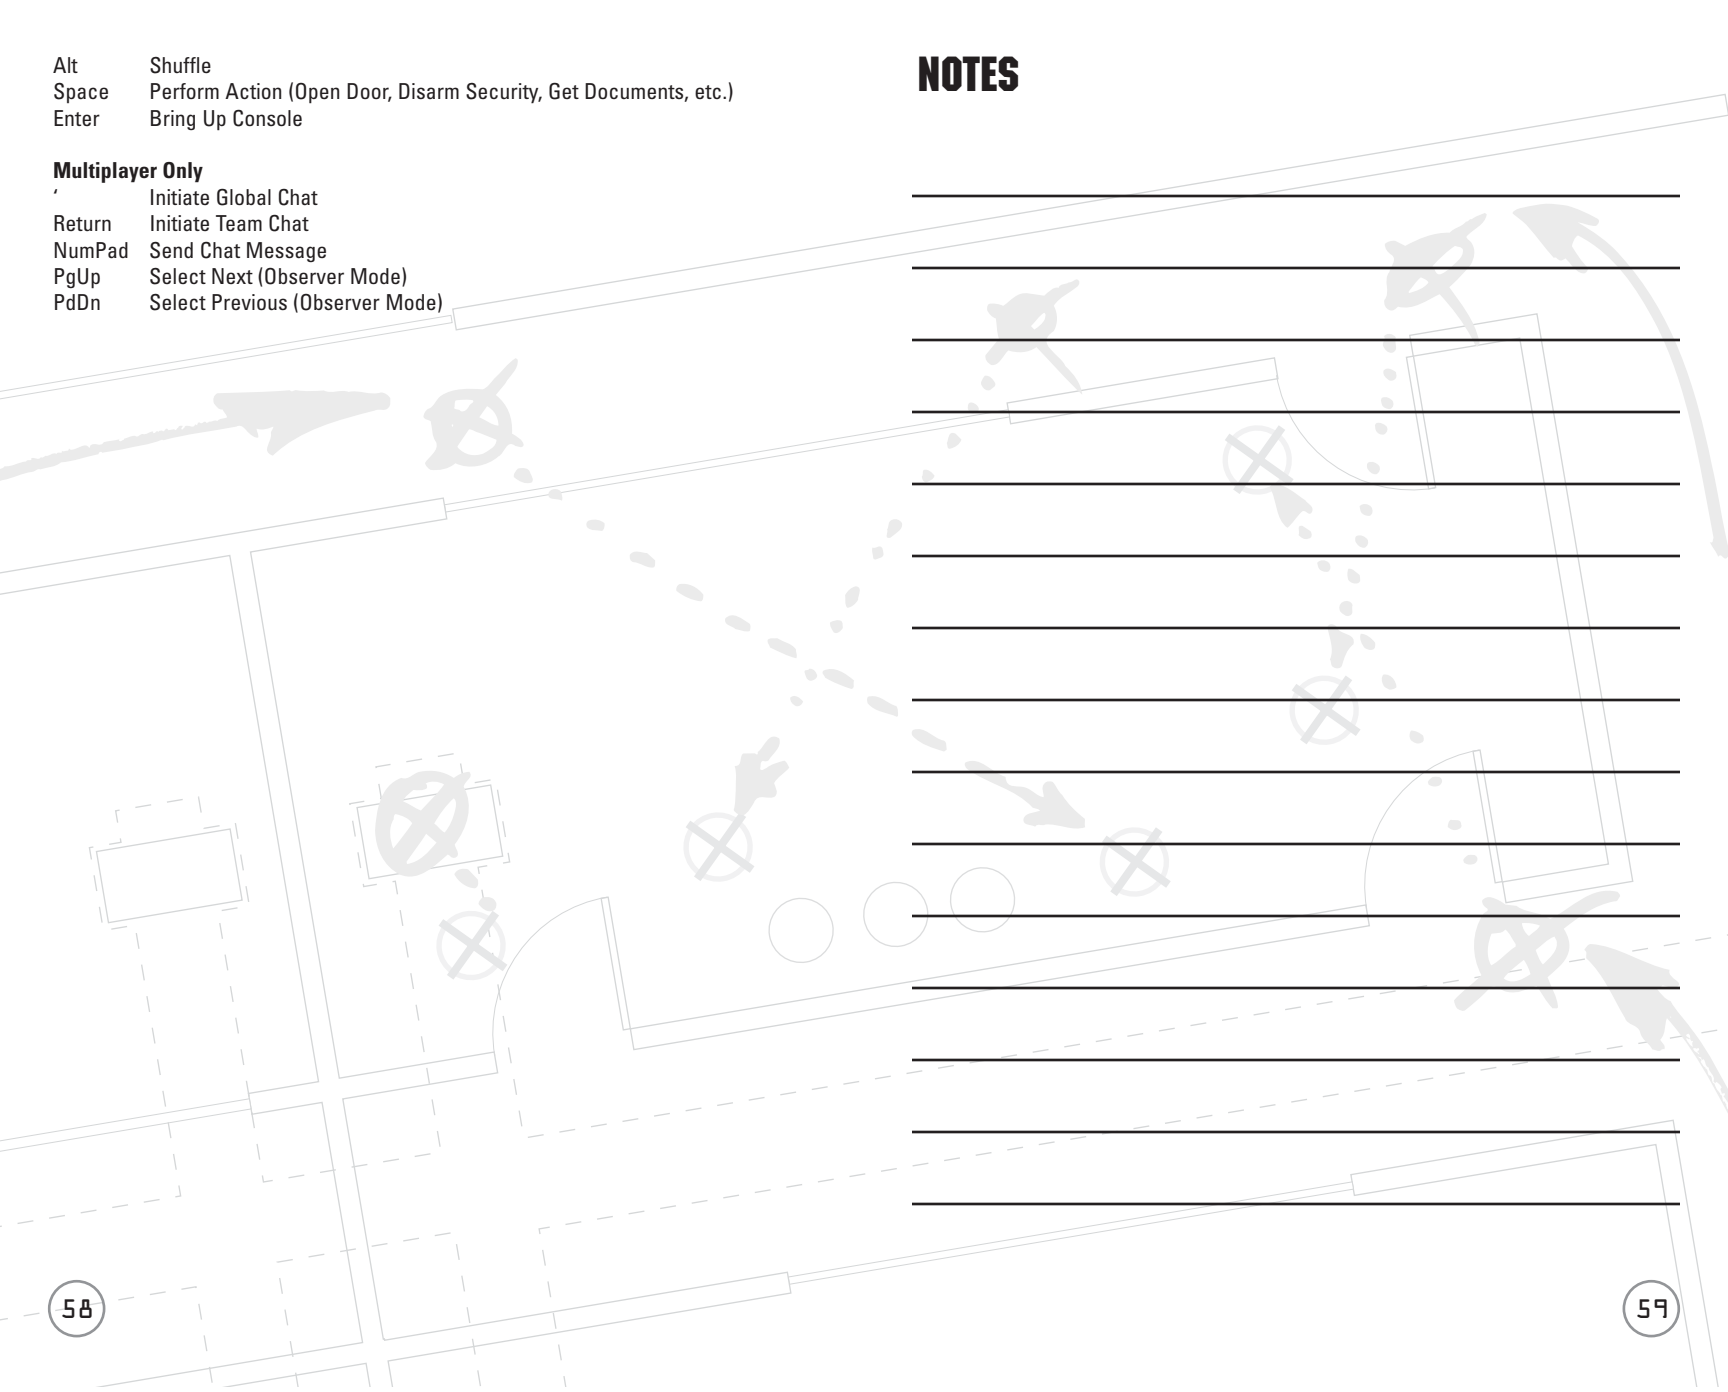 Alt Shuffle
Space Perform Action (Open Door, Disarm Security, Get Documents, etc.)
Enter Bring Up Console
Multiplayer Only
‘ Initiate Global Chat
Return Initiate Team Chat
NumPad Send Chat Message
PgUp Select Next (Observer Mode)
PdDn Select Previous (Observer Mode)
58
NOTES
59